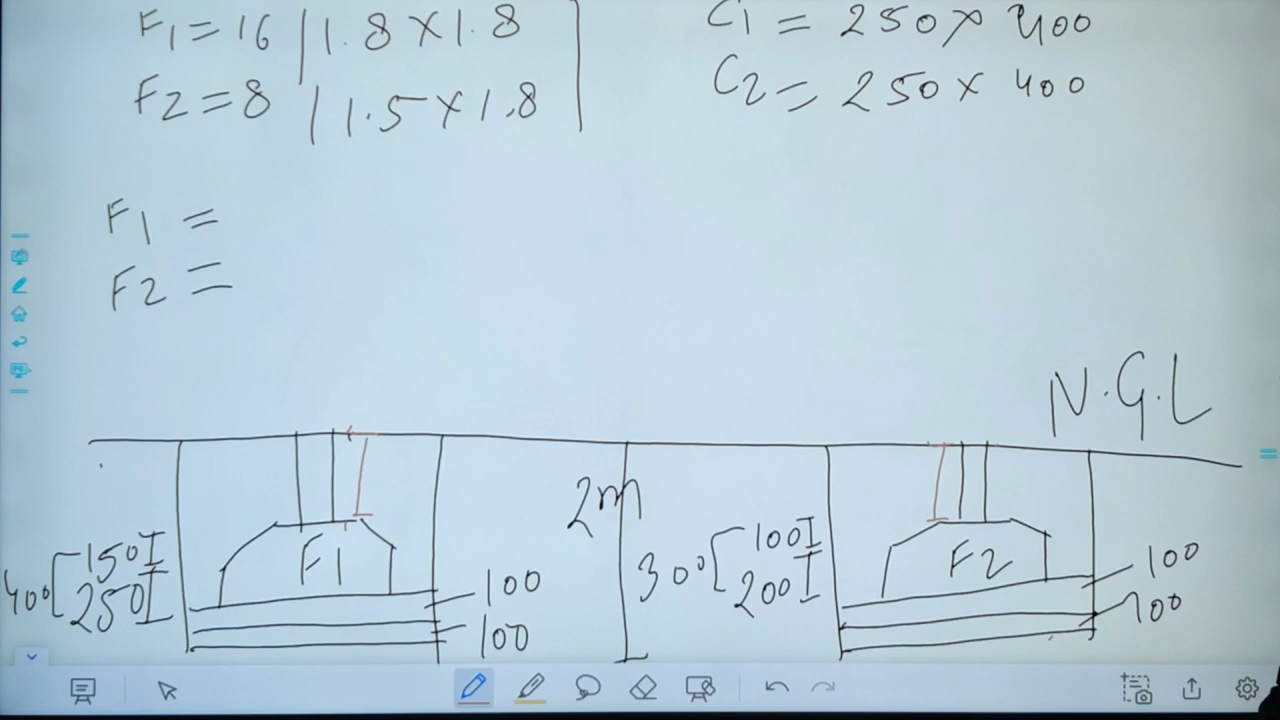 F1 = 16 | 1.8 × 1.8
F2 = 8 | 1.5 × 1.8
C1 = 250 × 400
C2 = 250 × 400
F1 =
F2 =
N.G.L
2m
400
150
250
F1
100
100
300
100
200
F2
100
100